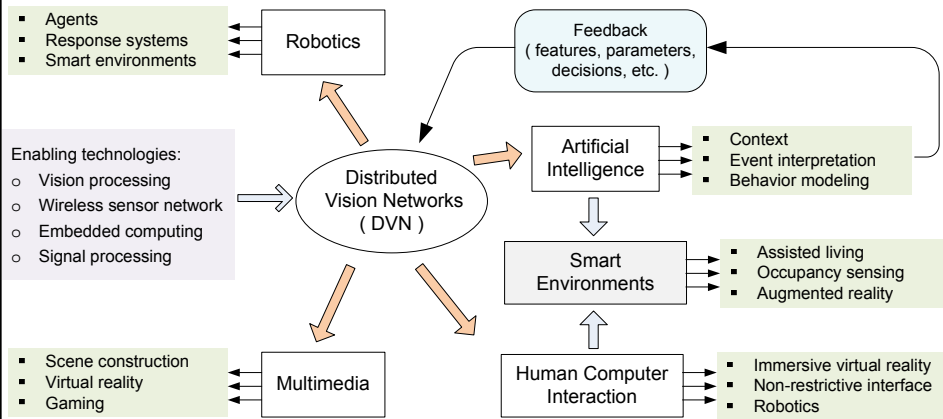 ▪ Agents
▪ Response systems
▪ Smart environments
Robotics
Feedback
( features, parameters,
decisions, etc. )
Enabling technologies:
o Vision processing
o Wireless sensor network
o Embedded computing
o Signal processing
Distributed
Vision Networks
( DVN )
Artificial
Intelligence
▪ Context
▪ Event interpretation
▪ Behavior modeling
Smart
Environments
▪ Assisted living
▪ Occupancy sensing
▪ Augmented reality
▪ Scene construction
▪ Virtual reality
▪ Gaming
Multimedia
Human Computer
Interaction
▪ Immersive virtual reality
▪ Non-restrictive interface
▪ Robotics